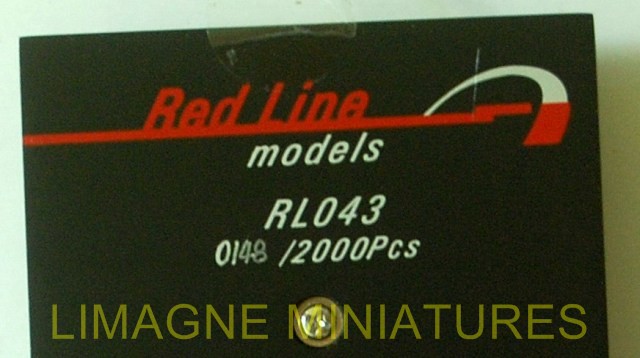 Red Line
models
RL043
0148 /2000Pcs
LIMAGNE MINIATURES